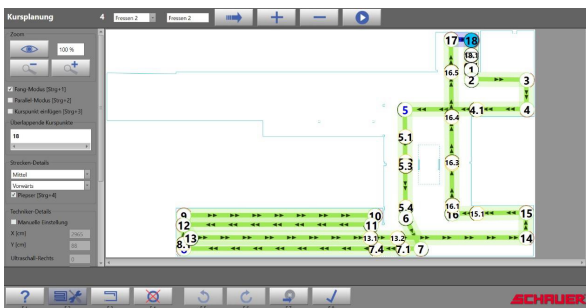 Kursplanung 4 Fressen 2 Fressen 2
Zoom
100 %
Fang-Modus [Strg+1]
Parallel-Modus [Strg+2]
Kurspunkt einfügen [Strg+3]
Überlappende Kurspunkte
18
Strecken-Details
Mittel
Vorwärts
Piepser [Strg+4]
Techniker-Details
Manuelle Einstellung
X [cm] 2965
Y [cm] 88
Ultraschall-Rechts 0
17 18
18.1
16.5 1
2 3
5 16.4 4.1 4
5.1
5.3 16.3
5.4 16.1
9 10 6 16 15.1 15
12 11
13 13.1 13.2 14
8.1 7.4 7.1 7
?
SCHAUER